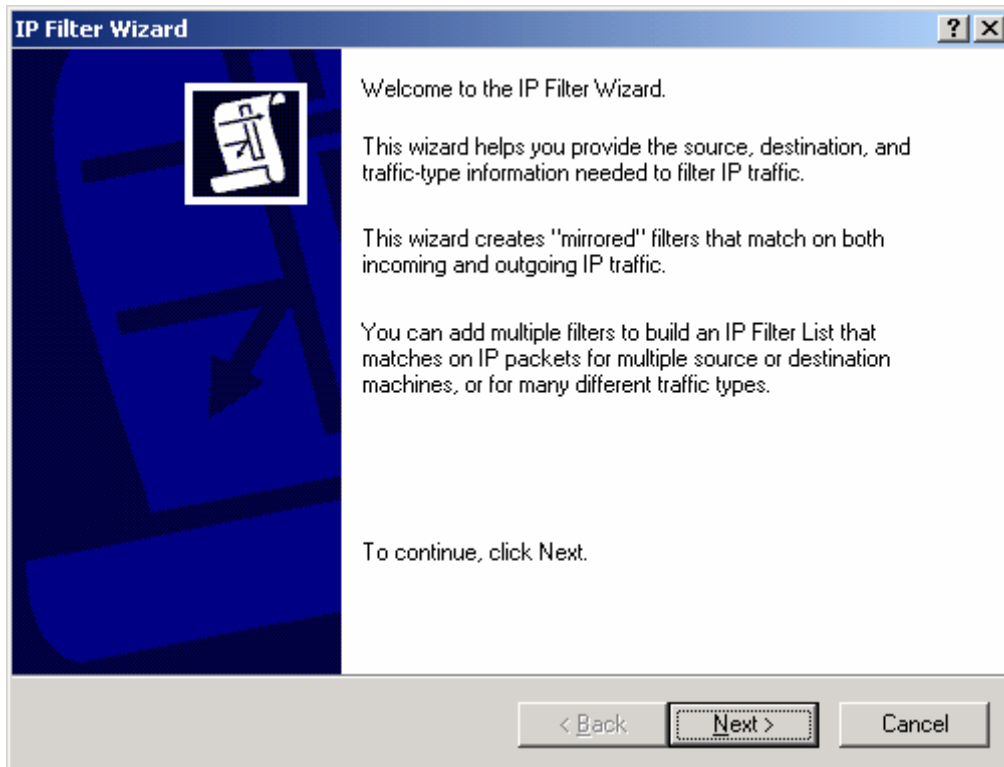 IP Filter Wizard
Welcome to the IP Filter Wizard.
This wizard helps you provide the source, destination, and
traffic-type information needed to filter IP traffic.
This wizard creates "mirrored" filters that match on both
incoming and outgoing IP traffic.
You can add multiple filters to build an IP Filter List that
matches on IP packets for multiple source or destination
machines, or for many different traffic types.
To continue, click Next.
< Back
Next >
Cancel